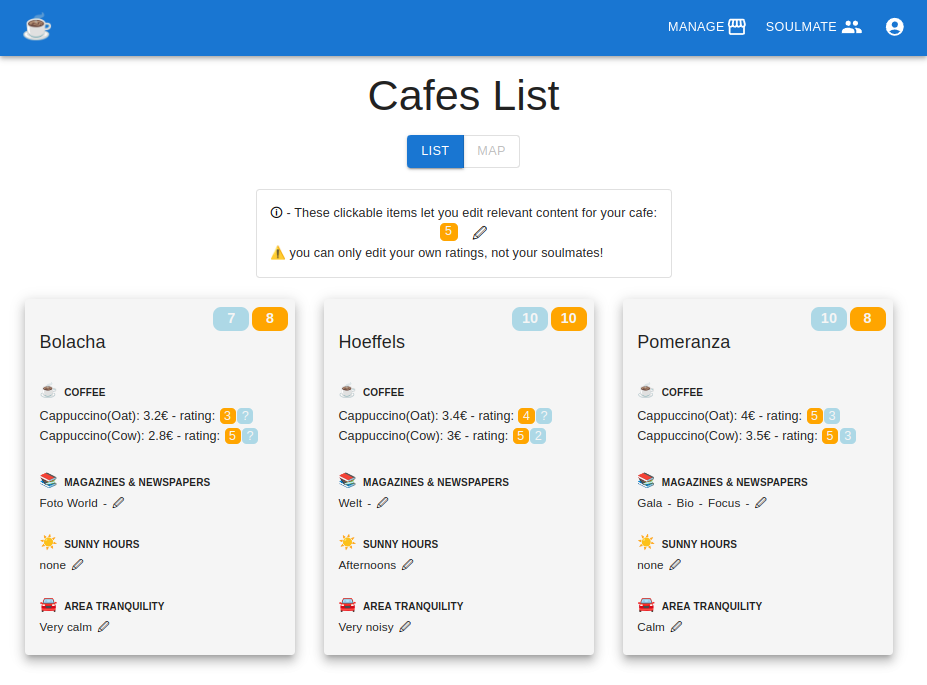 MANAGE SOULMATE
Cafes List
LIST MAP
- These clickable items let you edit relevant content for your cafe:
5
⚠️ you can only edit your own ratings, not your soulmates!
7 8
Bolacha
COFFEE
Cappuccino(Oat): 3.2€ - rating: 3 ?
Cappuccino(Cow): 2.8€ - rating: 5 ?
MAGAZINES & NEWSPAPERS
Foto World -
SUNNY HOURS
none
AREA TRANQUILITY
Very calm
10 10
Hoeffels
COFFEE
Cappuccino(Oat): 3.4€ - rating: 4 ?
Cappuccino(Cow): 3€ - rating: 5 2
MAGAZINES & NEWSPAPERS
Welt -
SUNNY HOURS
Afternoons
AREA TRANQUILITY
Very noisy
10 8
Pomeranza
COFFEE
Cappuccino(Oat): 4€ - rating: 5 3
Cappuccino(Cow): 3.5€ - rating: 5 3
MAGAZINES & NEWSPAPERS
Gala - Bio - Focus -
SUNNY HOURS
none
AREA TRANQUILITY
Calm